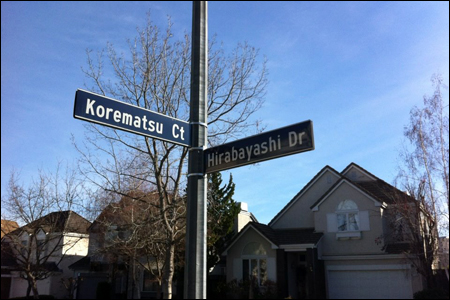 Korematsu Ct
Hirabayashi Dr